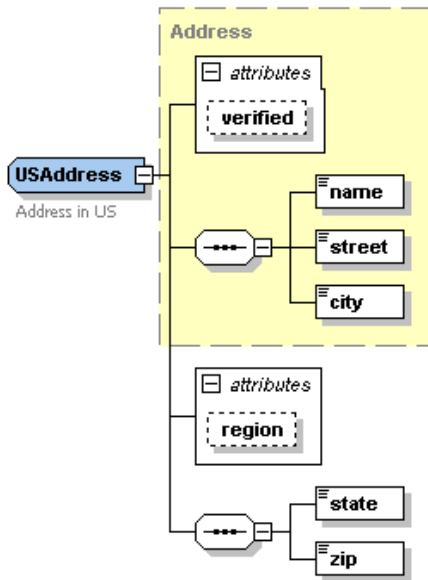 Address
attributes
verified
USAddress
Address in US
name
street
city
attributes
region
state
zip